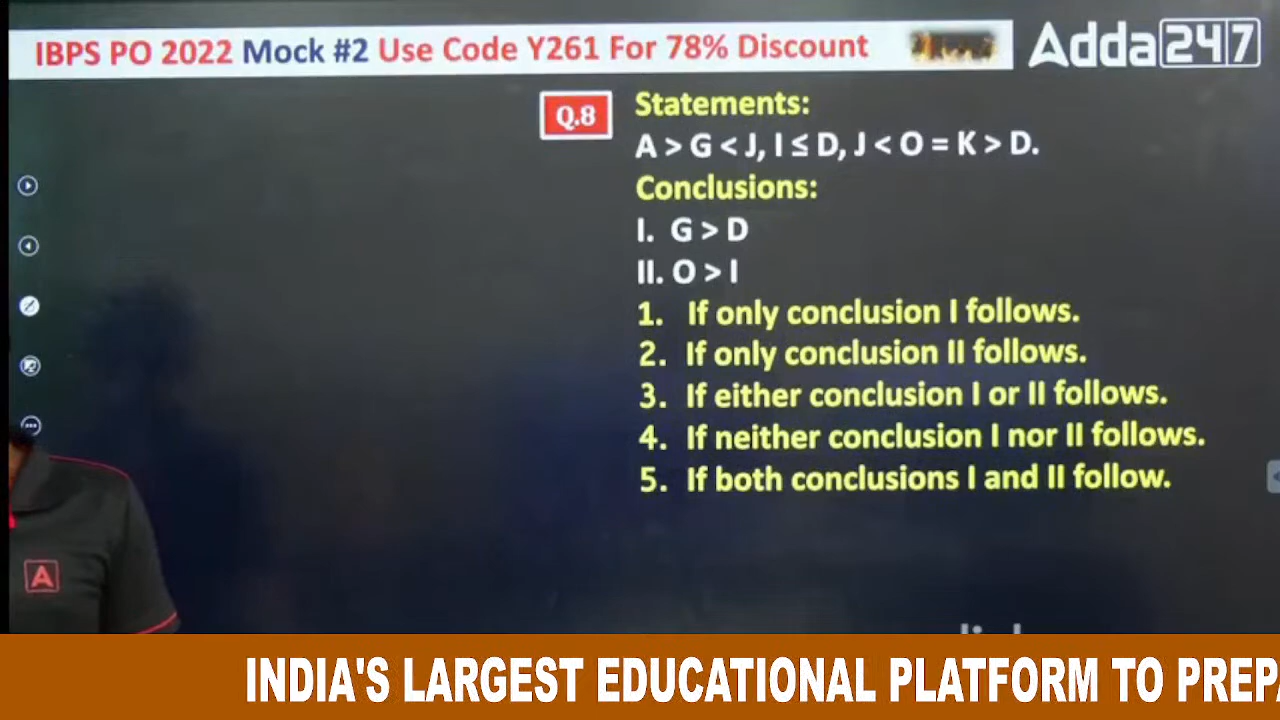 IBPS PO 2022 Mock #2 Use Code Y261 For 78% Discount
Adda247
Q.8
Statements:
A > G < J, I ≤ D, J < O = K > D.
Conclusions:
I. G > D
II. O > I
1. If only conclusion I follows.
2. If only conclusion II follows.
3. If either conclusion I or II follows.
4. If neither conclusion I nor II follows.
5. If both conclusions I and II follow.
A
INDIA'S LARGEST EDUCATIONAL PLATFORM TO PREPA